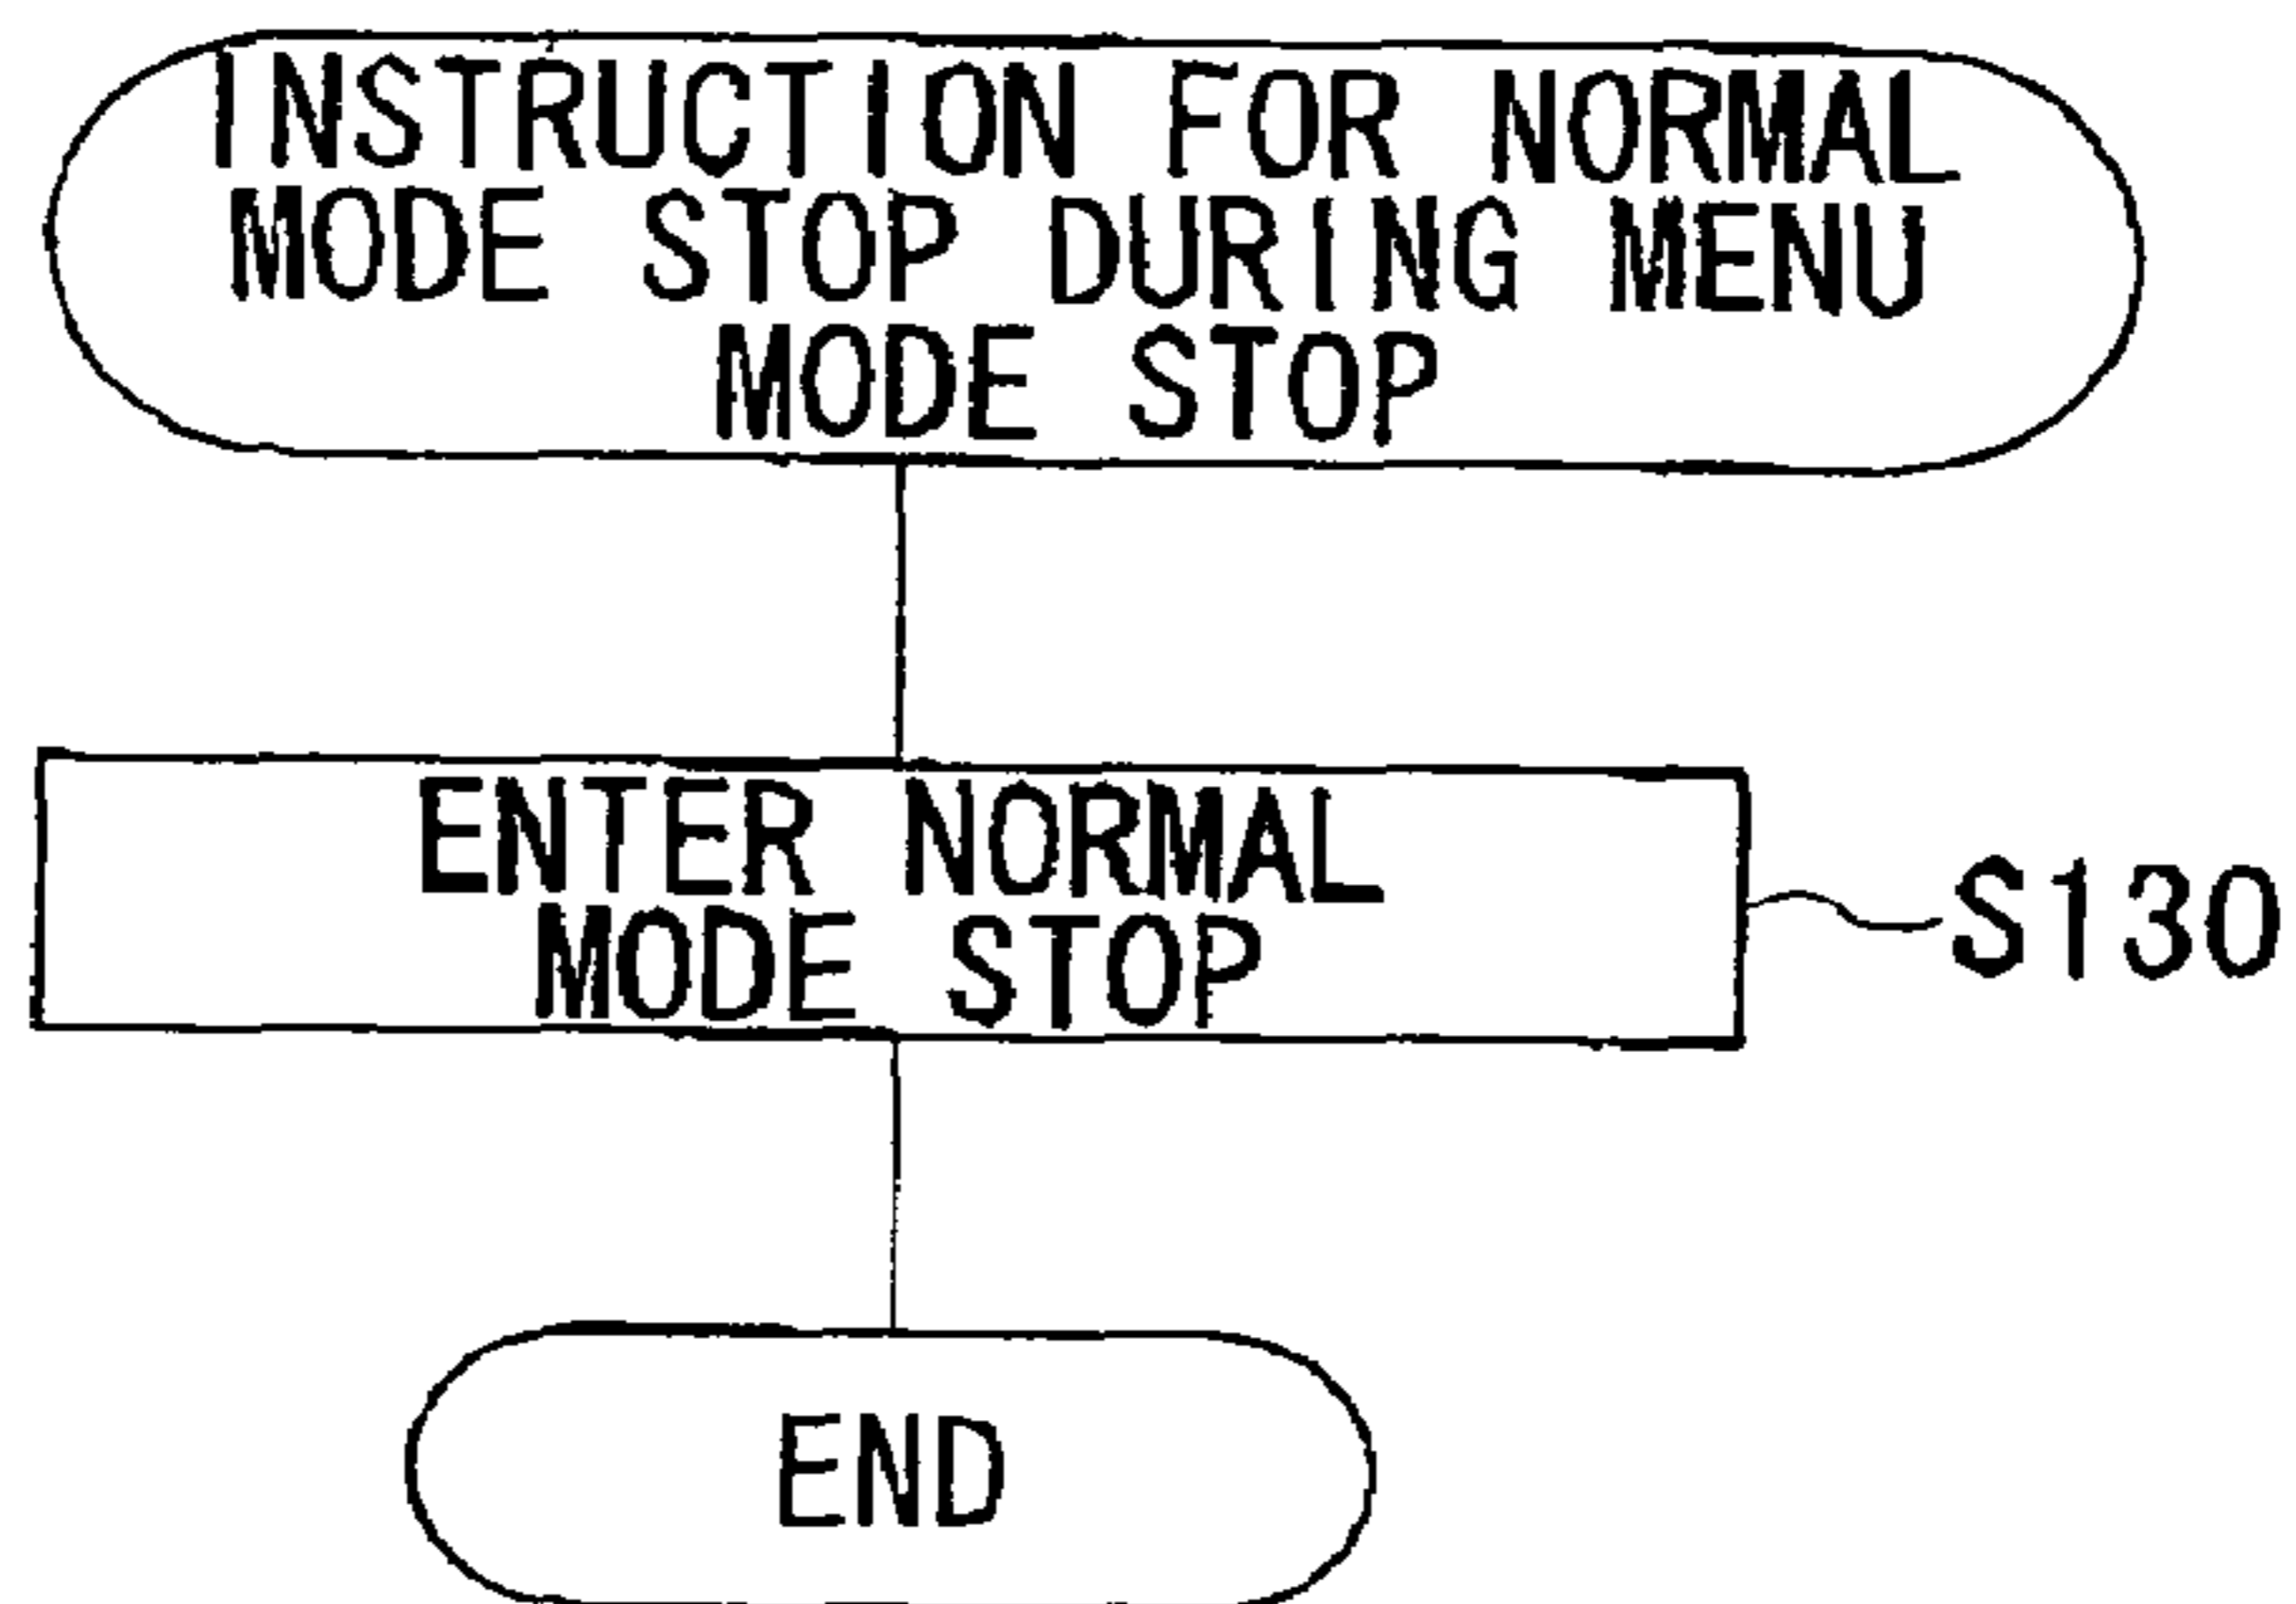 INSTRUCTION FOR NORMAL
MODE STOP DURING MENU
MODE STOP
ENTER NORMAL
MODE STOP
S130
END